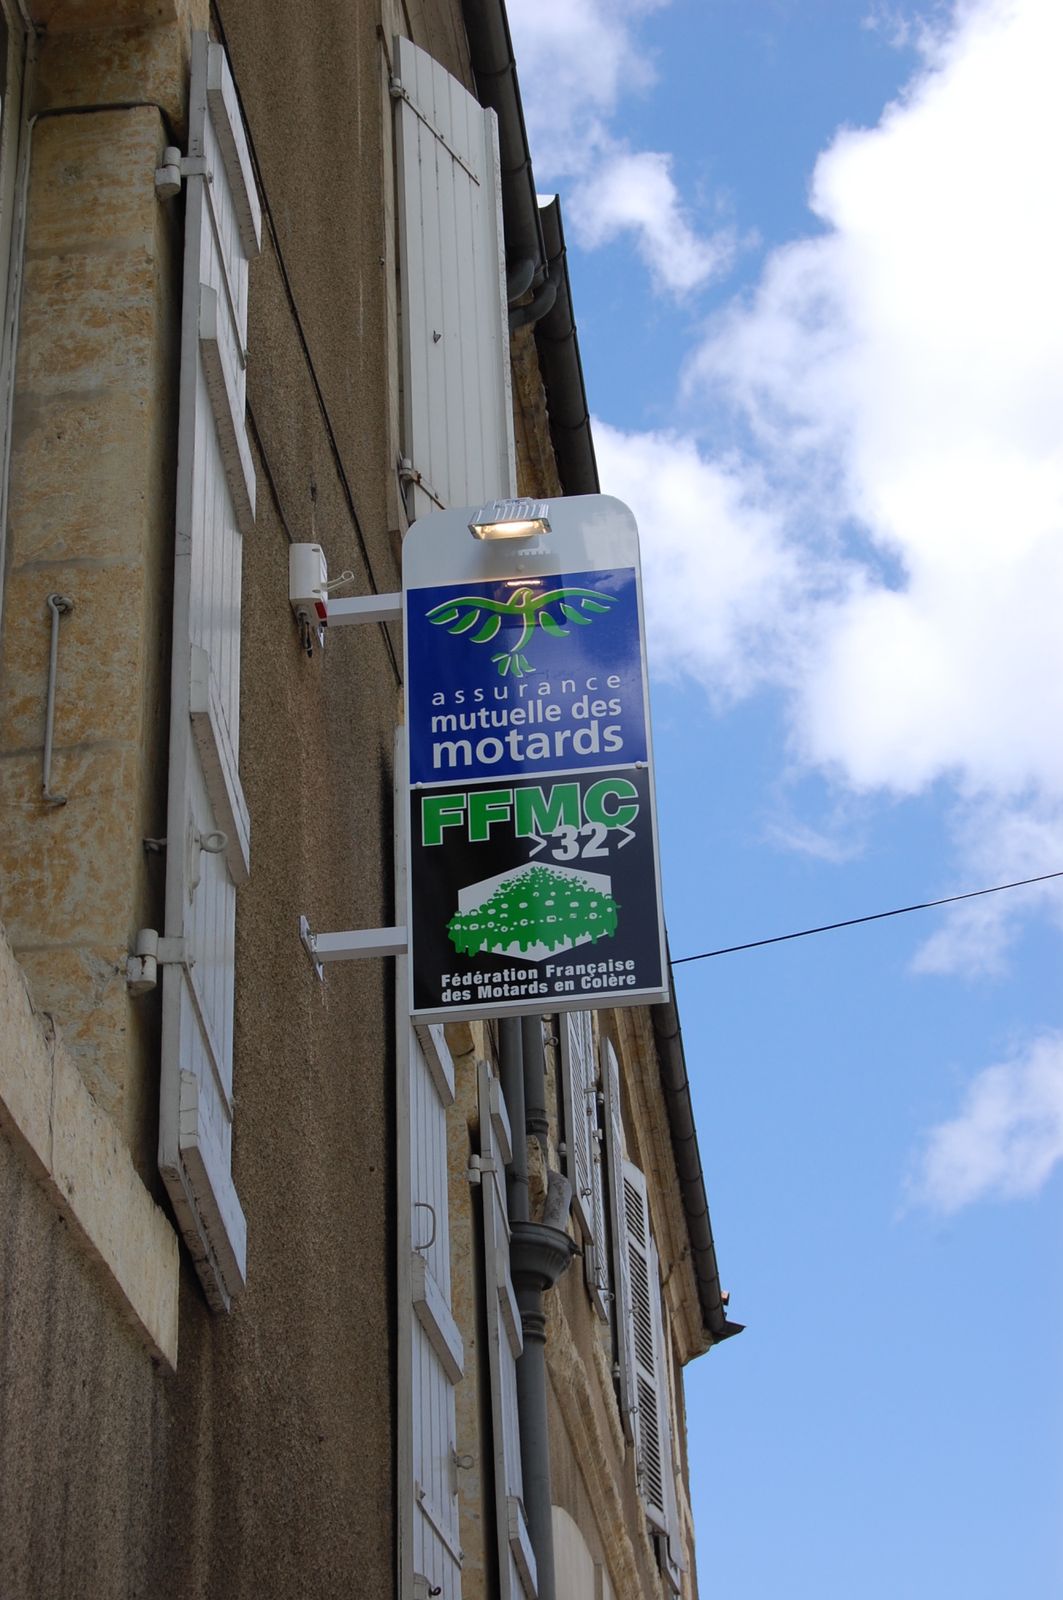 assurance
mutuelle des
motards
FFMC
>32>
Fédération Française
des Motards en Colère